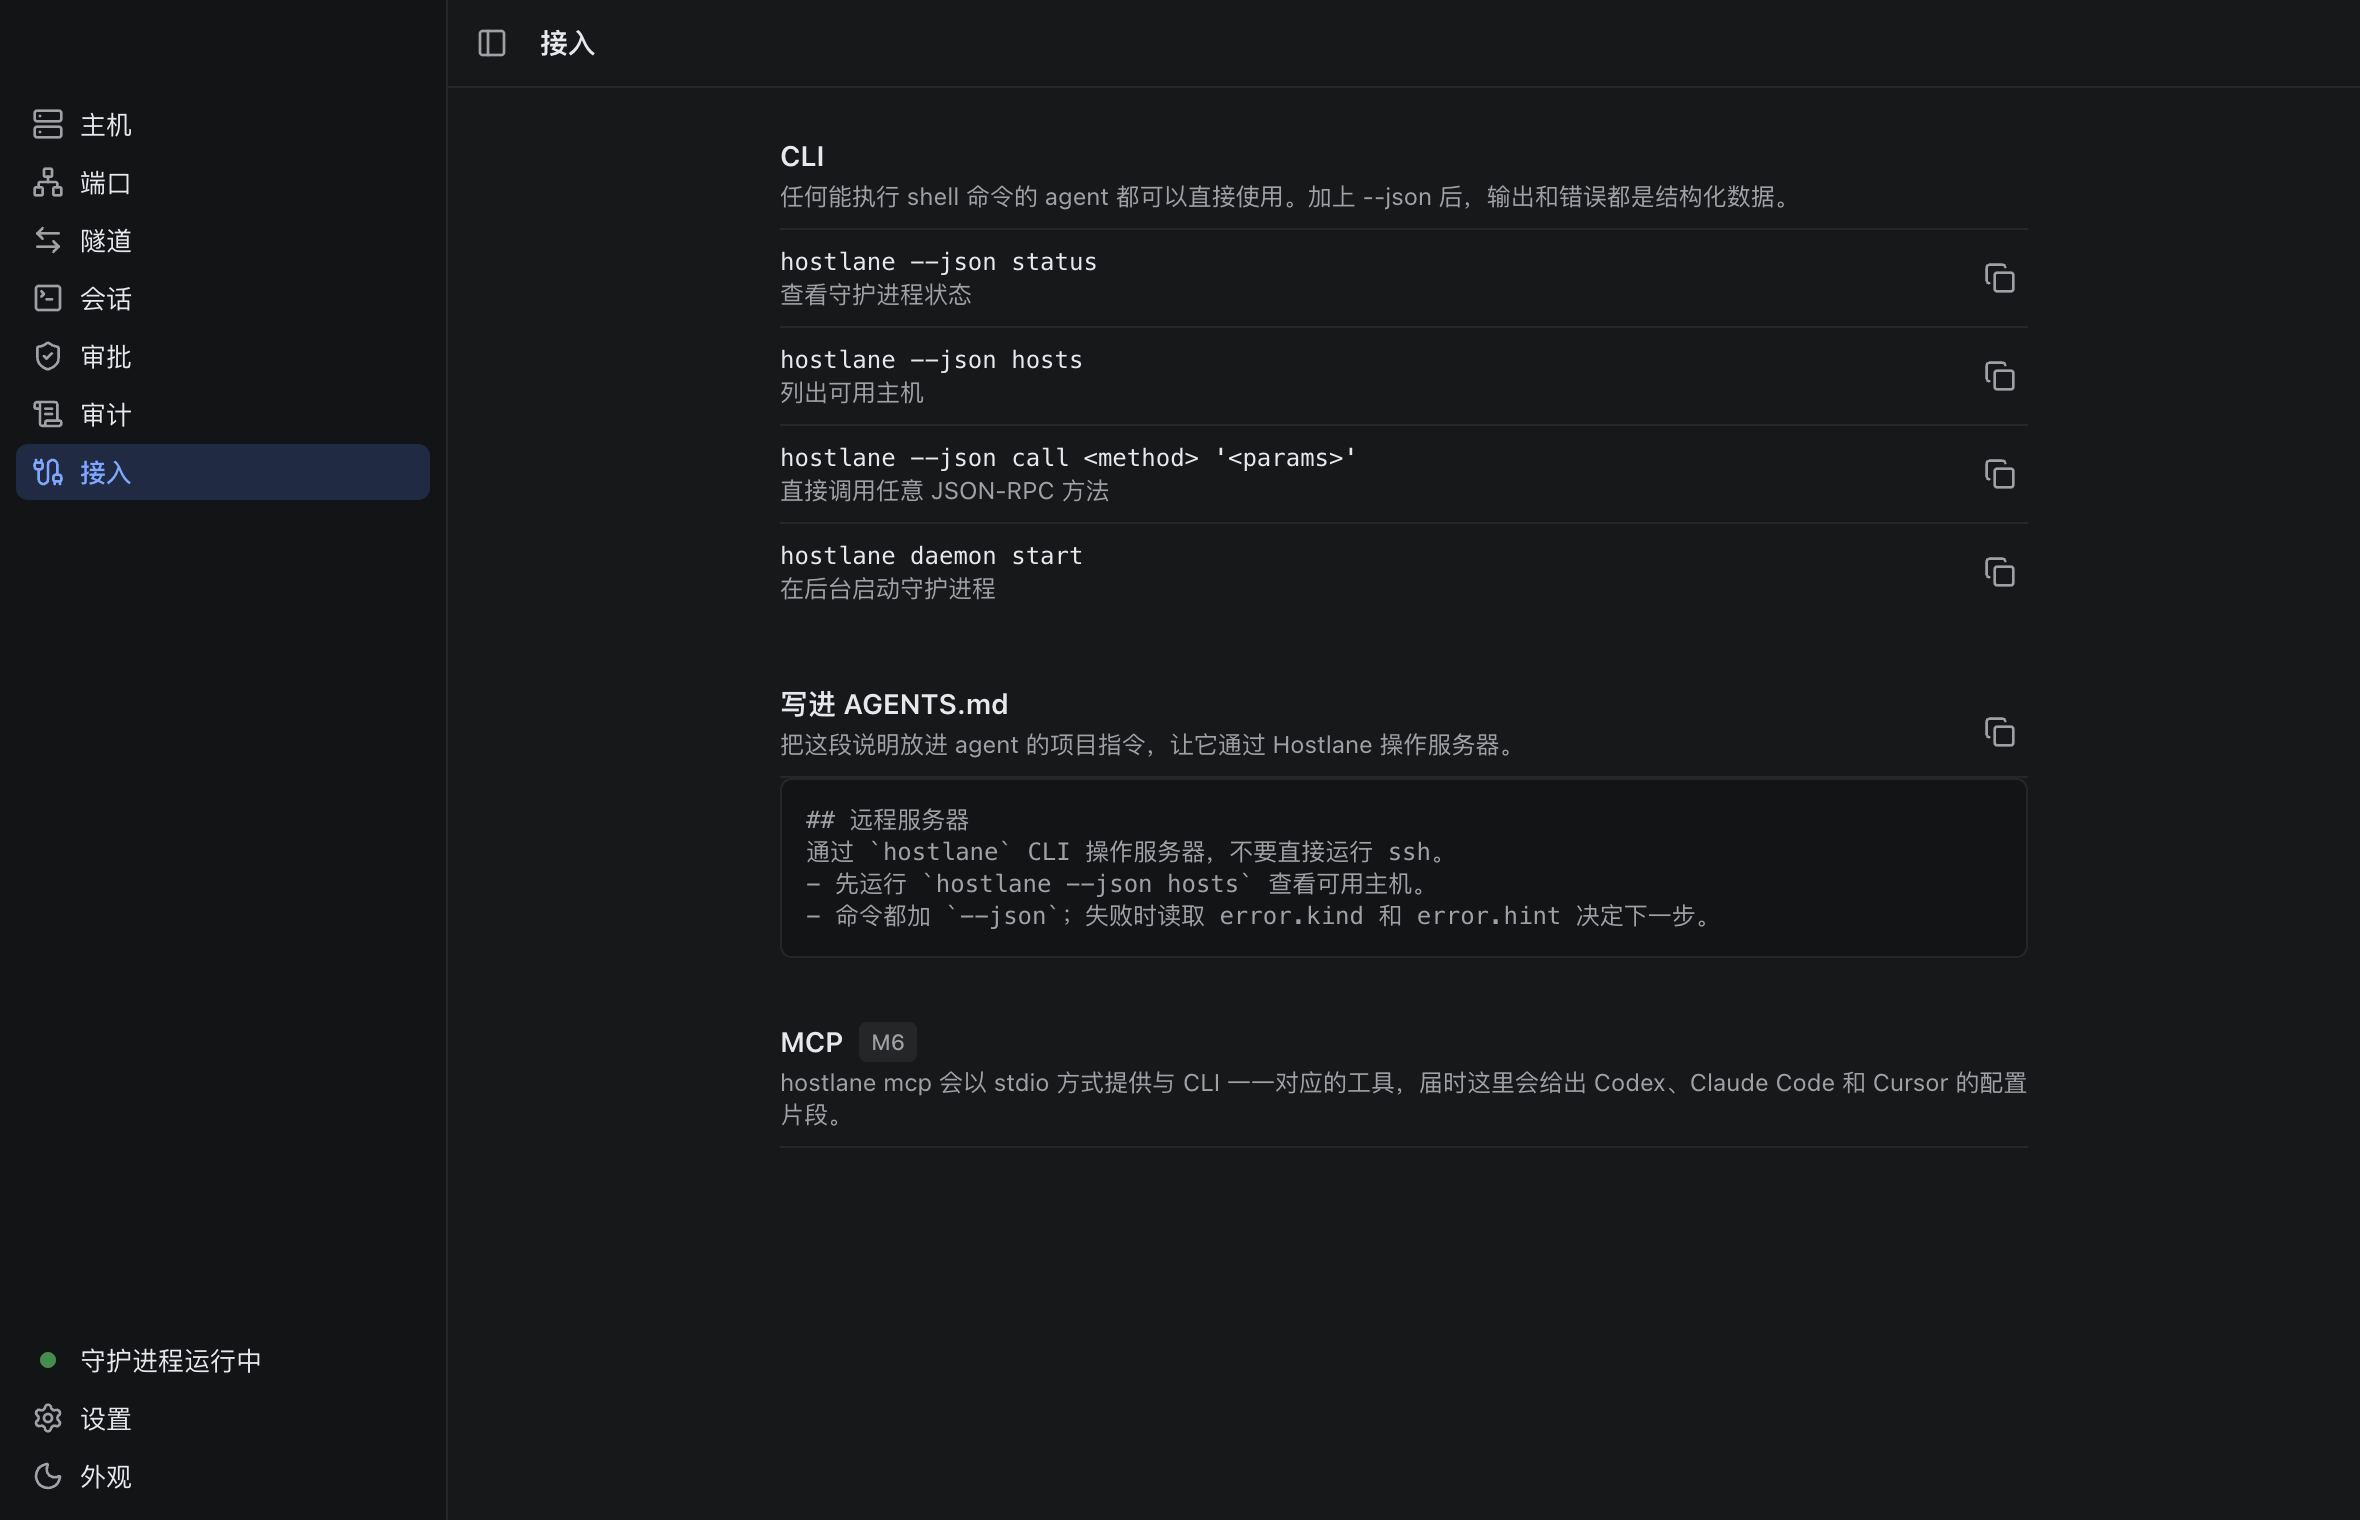 接入
主机
端口
隧道
会话
审批
审计
接入
CLI
任何能执行 shell 命令的 agent 都可以直接使用。加上 --json 后，输出和错误都是结构化数据。
hostlane --json status
查看守护进程状态
hostlane --json hosts
列出可用主机
hostlane --json call <method> '<params>'
直接调用任意 JSON-RPC 方法
hostlane daemon start
在后台启动守护进程
写进 AGENTS.md
把这段说明放进 agent 的项目指令，让它通过 Hostlane 操作服务器。
## 远程服务器
通过 `hostlane` CLI 操作服务器，不要直接运行 ssh。
- 先运行 `hostlane --json hosts` 查看可用主机。
- 命令都加 `--json`；失败时读取 error.kind 和 error.hint 决定下一步。
MCP M6
hostlane mcp 会以 stdio 方式提供与 CLI 一一对应的工具，届时这里会给出 Codex、Claude Code 和 Cursor 的配置
片段。
守护进程运行中
设置
外观